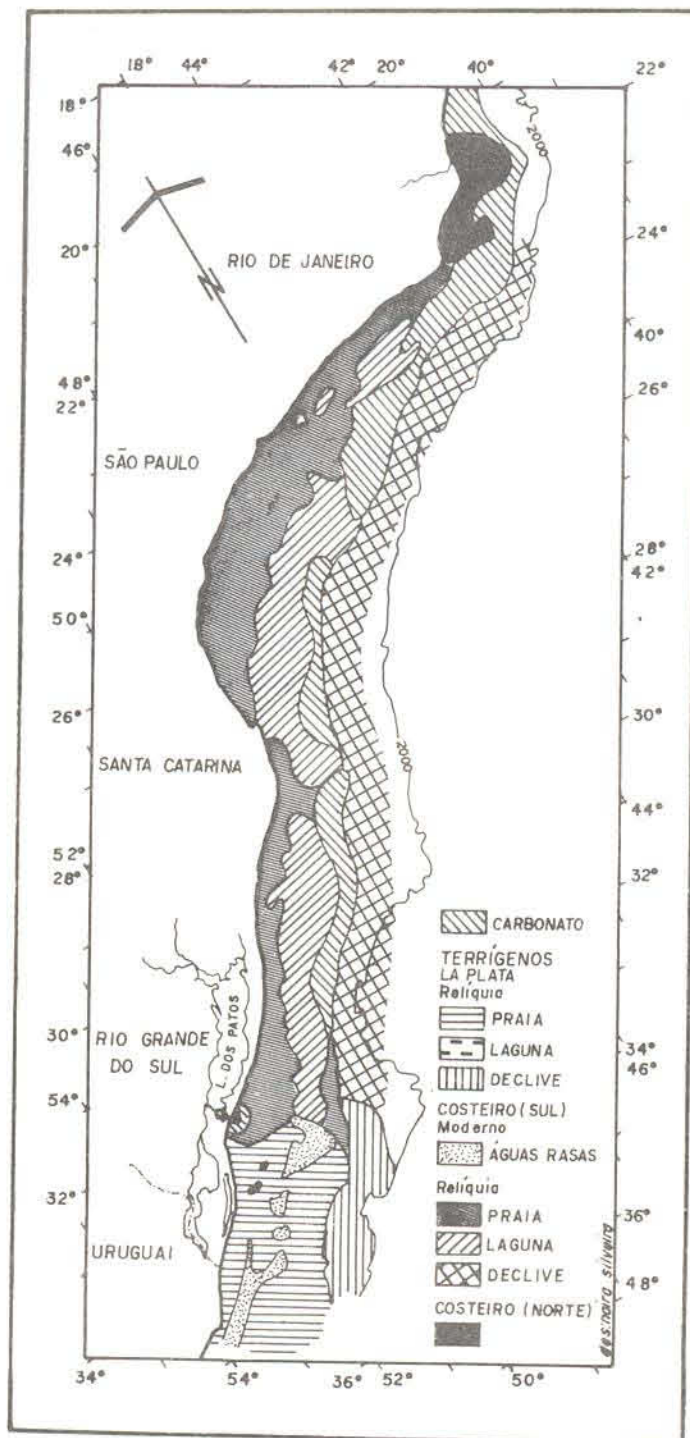 18° 44° 42° 20° 40° 22°
18°
46°
2000
24°
20°
RIO DE JANEIRO
40°
48°
22°
26°
SÃO PAULO
24°
28°
42°
50°
26°
30°
SANTA CATARINA
2000
44°
52°
28°
32°
CARBONATO
TERRÍGENOS
LA PLATA
Relíquia
PRAIA
LAGUNA
DECLIVE
COSTEIRO (SUL)
Moderno
ÁGUAS RASAS
Relíquia
PRAIA
LAGUNA
DECLIVE
COSTEIRO (NORTE)
30°
RIO GRANDE
DO SUL
L. DOS PATOS
34°
46°
54°
32°
36°
URUGUAI
48°
des: naira silveira
34° 54° 36° 52° 50°